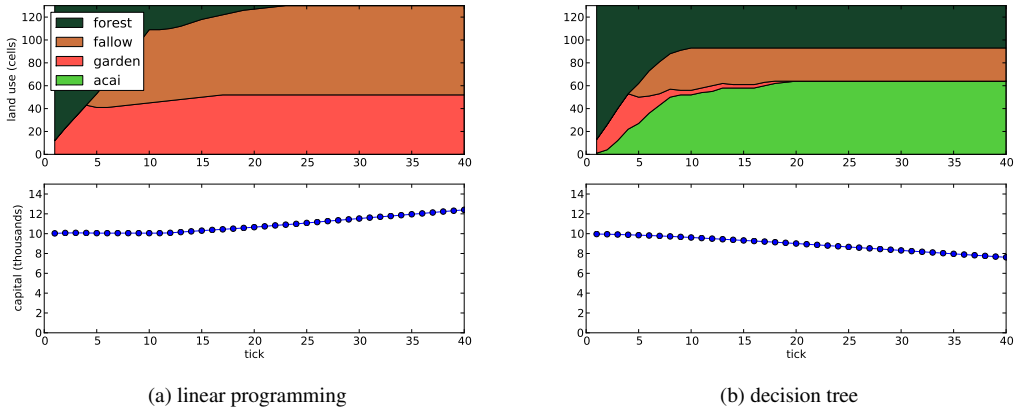 120
100
80
60
40
20
0
land use (cells)
forest
fallow
garden
acai
0 5 10 15 20 25 30 35 40
14
12
10
8
6
4
2
0
capital (thousands)
0 5 10 15 20 25 30 35 40
tick
(a) linear programming
120
100
80
60
40
20
0
0 5 10 15 20 25 30 35 40
14
12
10
8
6
4
2
0
0 5 10 15 20 25 30 35 40
tick
(b) decision tree